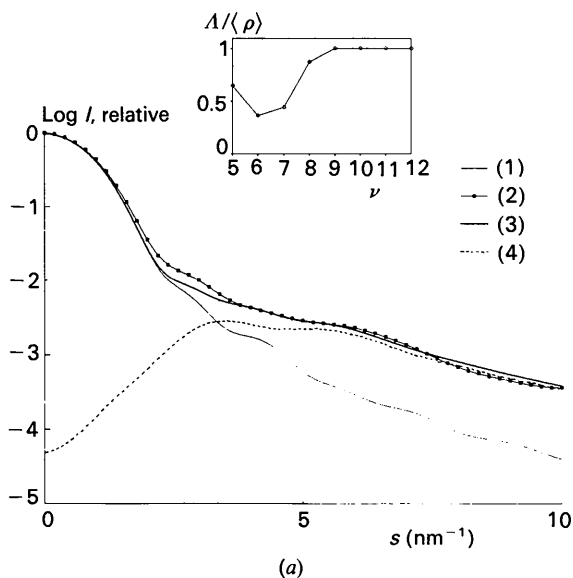 Λ/⟨ρ⟩
1
0.5
0
5 6 7 8 9 10 11 12
ν
Log I, relative
0
−1
−2
−3
−4
−5
(1)
(2)
(3)
(4)
0 5 10
s (nm⁻¹)
(a)